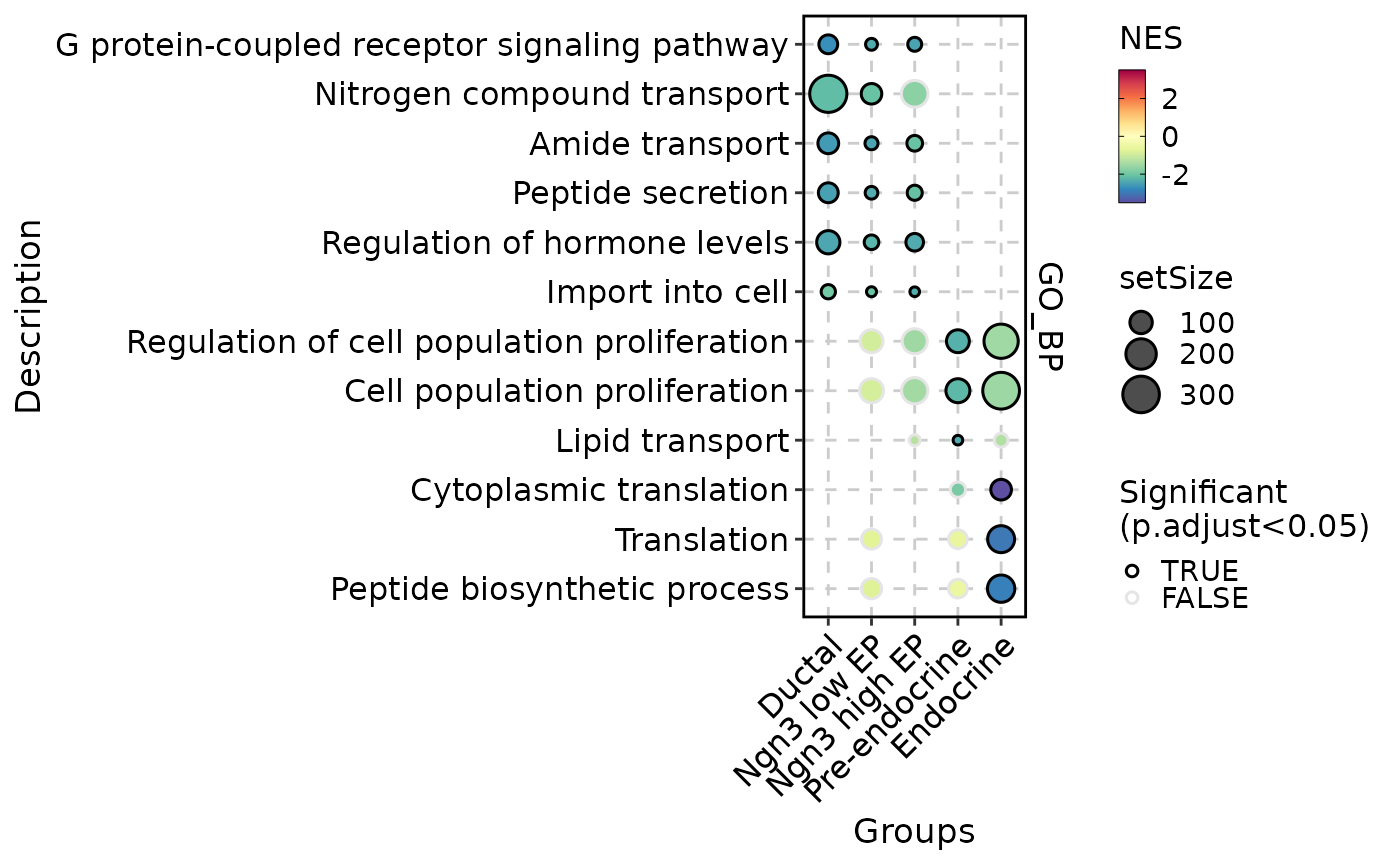 Description
G protein-coupled receptor signaling pathway
Nitrogen compound transport
Amide transport
Peptide secretion
Regulation of hormone levels
Import into cell
Regulation of cell population proliferation
Cell population proliferation
Lipid transport
Cytoplasmic translation
Translation
Peptide biosynthetic process
GO_BP
Ductal
Ngn3 low EP
Ngn3 high EP
Pre-endocrine
Endocrine
Groups
NES
2
0
-2
setSize
100
200
300
Significant
(p.adjust<0.05)
TRUE
FALSE